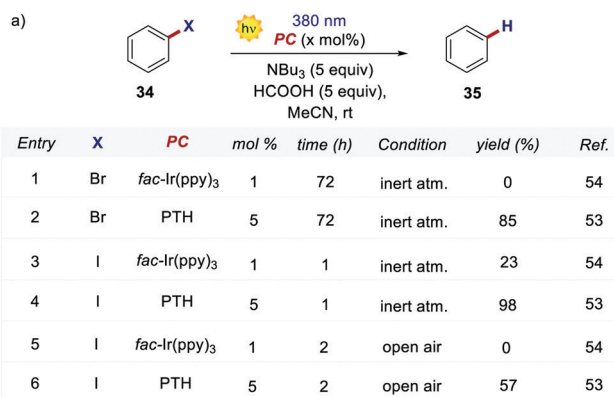 a)
X
hν
380 nm
PC (x mol%)
NBu3 (5 equiv)
HCOOH (5 equiv),
MeCN, rt
H
34
35
Entry X PC mol % time (h) Condition yield (%) Ref.
1 Br fac-Ir(ppy)3 1 72 inert atm. 0 54
2 Br PTH 5 72 inert atm. 85 53
3 I fac-Ir(ppy)3 1 1 inert atm. 23 54
4 I PTH 5 1 inert atm. 98 53
5 I fac-Ir(ppy)3 1 2 open air 0 54
6 I PTH 5 2 open air 57 53